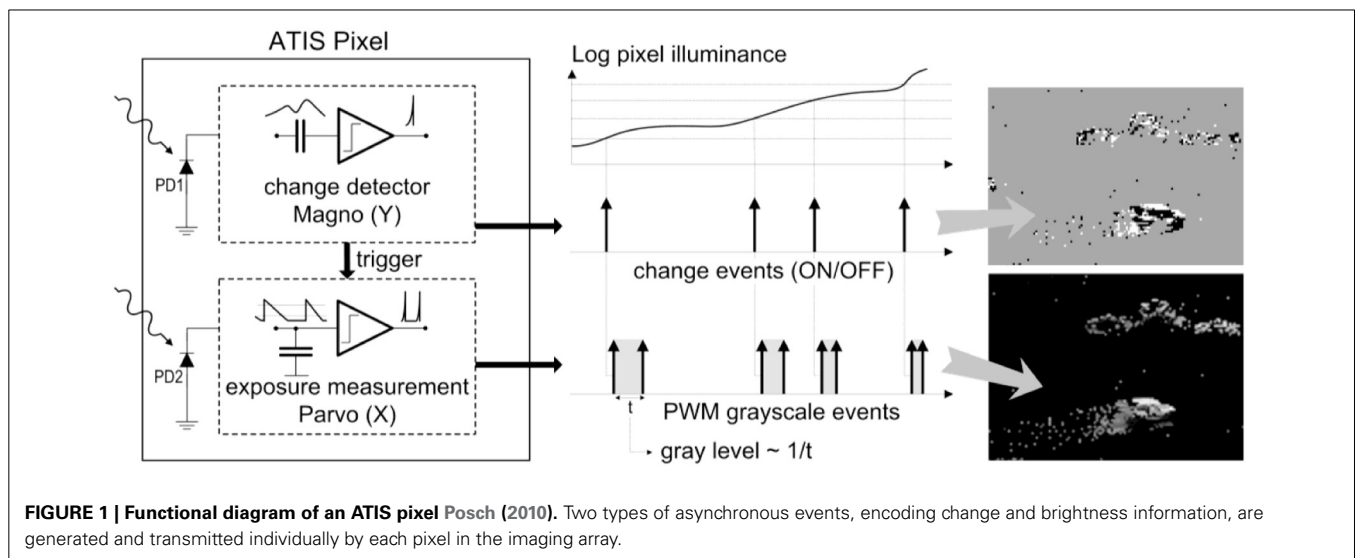 ATIS Pixel
PD1
change detector
Magno (Y)
trigger
PD2
exposure measurement
Parvo (X)
Log pixel illuminance
change events (ON/OFF)
t
PWM grayscale events
gray level ~ 1/t
FIGURE 1 | Functional diagram of an ATIS pixel Posch (2010). Two types of asynchronous events, encoding change and brightness information, are
generated and transmitted individually by each pixel in the imaging array.